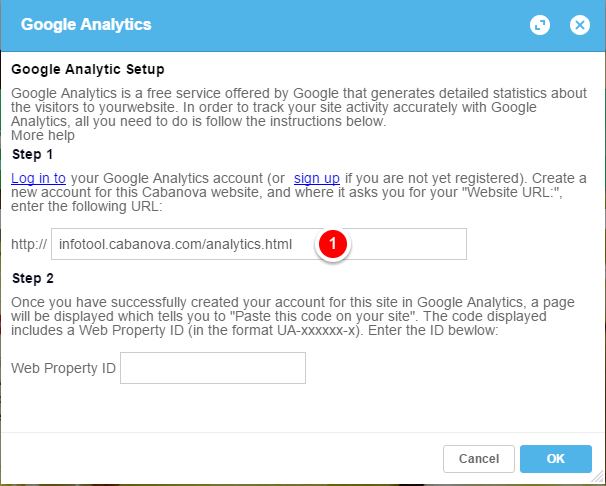 Google Analytics
Google Analytic Setup
Google Analytics is a free service offered by Google that generates detailed statistics about
the visitors to yourwebsite. In order to track your site activity accurately with Google
Analytics, all you need to do is follow the instructions below.
More help
Step 1
Log in to your Google Analytics account (or sign up if you are not yet registered). Create a
new account for this Cabanova website, and where it asks you for your "Website URL:",
enter the following URL:
http:// infotool.cabanova.com/analytics.html 1
Step 2
Once you have successfully created your account for this site in Google Analytics, a page
will be displayed which tells you to "Paste this code on your site". The code displayed
includes a Web Property ID (in the format UA-xxxxxx-x). Enter the ID bewlow:
Web Property ID
Cancel OK